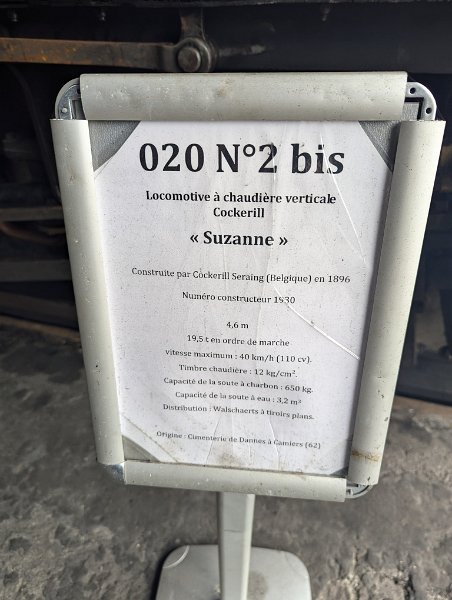 020 N°2 bis
Locomotive à chaudière verticale
Cockerill
« Suzanne »
Construite par Cockerill Seraing (Belgique) en 1896
Numéro constructeur 1930
4,6 m
19,5 t en ordre de marche
vitesse maximum : 40 km/h (110 cv).
Timbre chaudière : 12 kg/cm².
Capacité de la soute à charbon : 650 kg.
Capacité de la soute à eau : 3,2 m³
Distribution : Walschaerts à tiroirs plans.
Origine : Cimenterie de Dannes à Camiers (62)